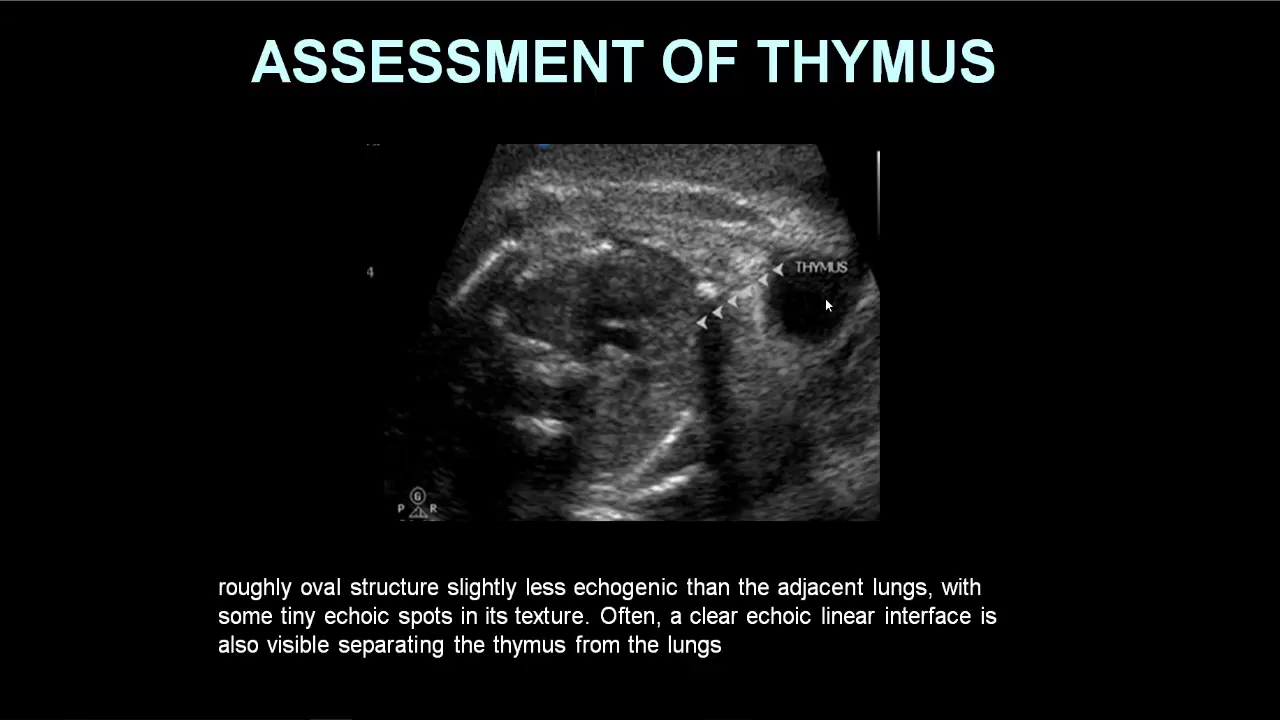 ASSESSMENT OF THYMUS
THYMUS
4
G
P R
roughly oval structure slightly less echogenic than the adjacent lungs, with
some tiny echoic spots in its texture. Often, a clear echoic linear interface is
also visible separating the thymus from the lungs